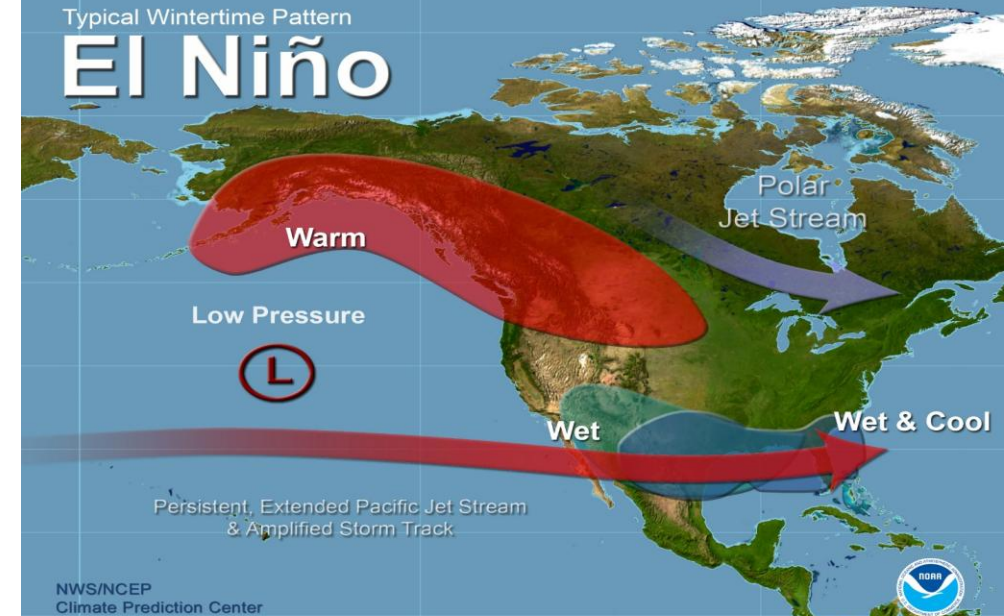 Typical Wintertime Pattern
El Niño
Polar
Jet Stream
Warm
Low Pressure
L
Wet
Wet & Cool
Persistent, Extended Pacific Jet Stream
& Amplified Storm Track
NWS/NCEP
Climate Prediction Center
NOAA